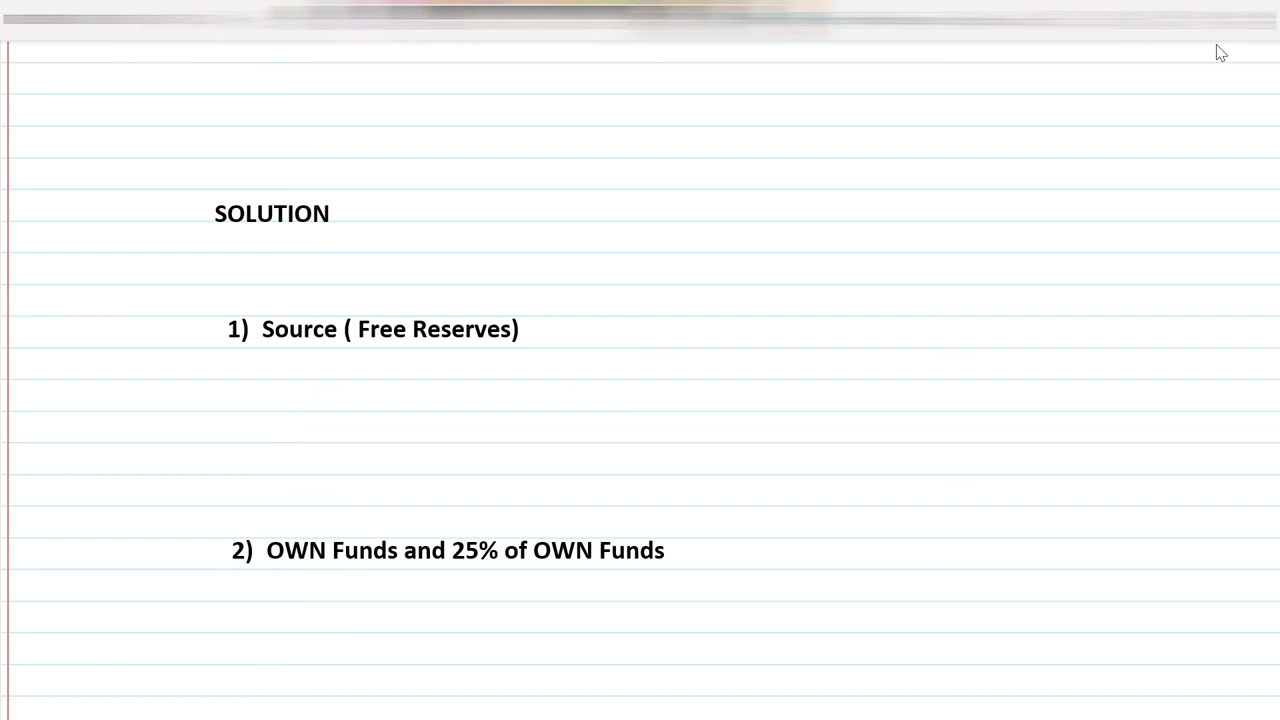 SOLUTION
1) Source ( Free Reserves)
2) OWN Funds and 25% of OWN Funds